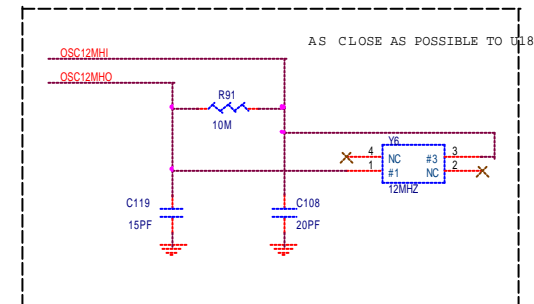 AS CLOSE AS POSSIBLE TO U18
OSC12MHI
OSC12MHO
R91
10M
Y6
4 NC #3 3
1 #1 NC 2
12MHZ
C119
15PF
C108
20PF